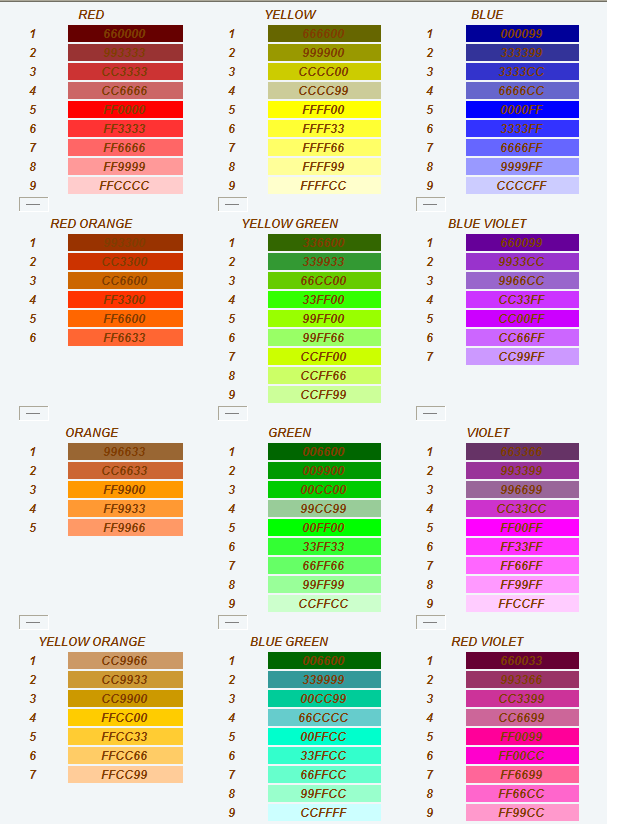 RED
1 660000
2 993333
3 CC3333
4 CC6666
5 FF0000
6 FF3333
7 FF6666
8 FF9999
9 FFCCCC
YELLOW
1 666600
2 999900
3 CCCC00
4 CCCC99
5 FFFF00
6 FFFF33
7 FFFF66
8 FFFF99
9 FFFFCC
BLUE
1 000099
2 333399
3 3333CC
4 6666CC
5 0000FF
6 3333FF
7 6666FF
8 9999FF
9 CCCCFF
RED ORANGE
1
2 CC3300
3 CC6600
4 FF3300
5 FF6600
6 FF6633
YELLOW GREEN
1 336600
2 339933
3 66CC00
4 33FF00
5 99FF00
6 99FF66
7 CCFF00
8 CCFF66
9 CCFF99
BLUE VIOLET
1 660099
2 9933CC
3 9966CC
4 CC33FF
5 CC00FF
6 CC66FF
7 CC99FF
ORANGE
1 996633
2 CC6633
3 FF9900
4 FF9933
5 FF9966
GREEN
1 006600
2 009900
3 00CC00
4 99CC99
5 00FF00
6 33FF33
7 66FF66
8 99FF99
9 CCFFCC
VIOLET
1
2 993399
3 996699
4 CC33CC
5 FF00FF
6 FF33FF
7 FF66FF
8 FF99FF
9 FFCCFF
YELLOW ORANGE
1 CC9966
2 CC9933
3 CC9900
4 FFCC00
5 FFCC33
6 FFCC66
7 FFCC99
BLUE GREEN
1 006600
2 339999
3 00CC99
4 66CCCC
5 00FFCC
6 33FFCC
7 66FFCC
8 99FFCC
9 CCFFFF
RED VIOLET
1 660033
2 993366
3 CC3399
4 CC6699
5 FF0099
6 FF00CC
7 FF6699
8 FF66CC
9 FF99CC